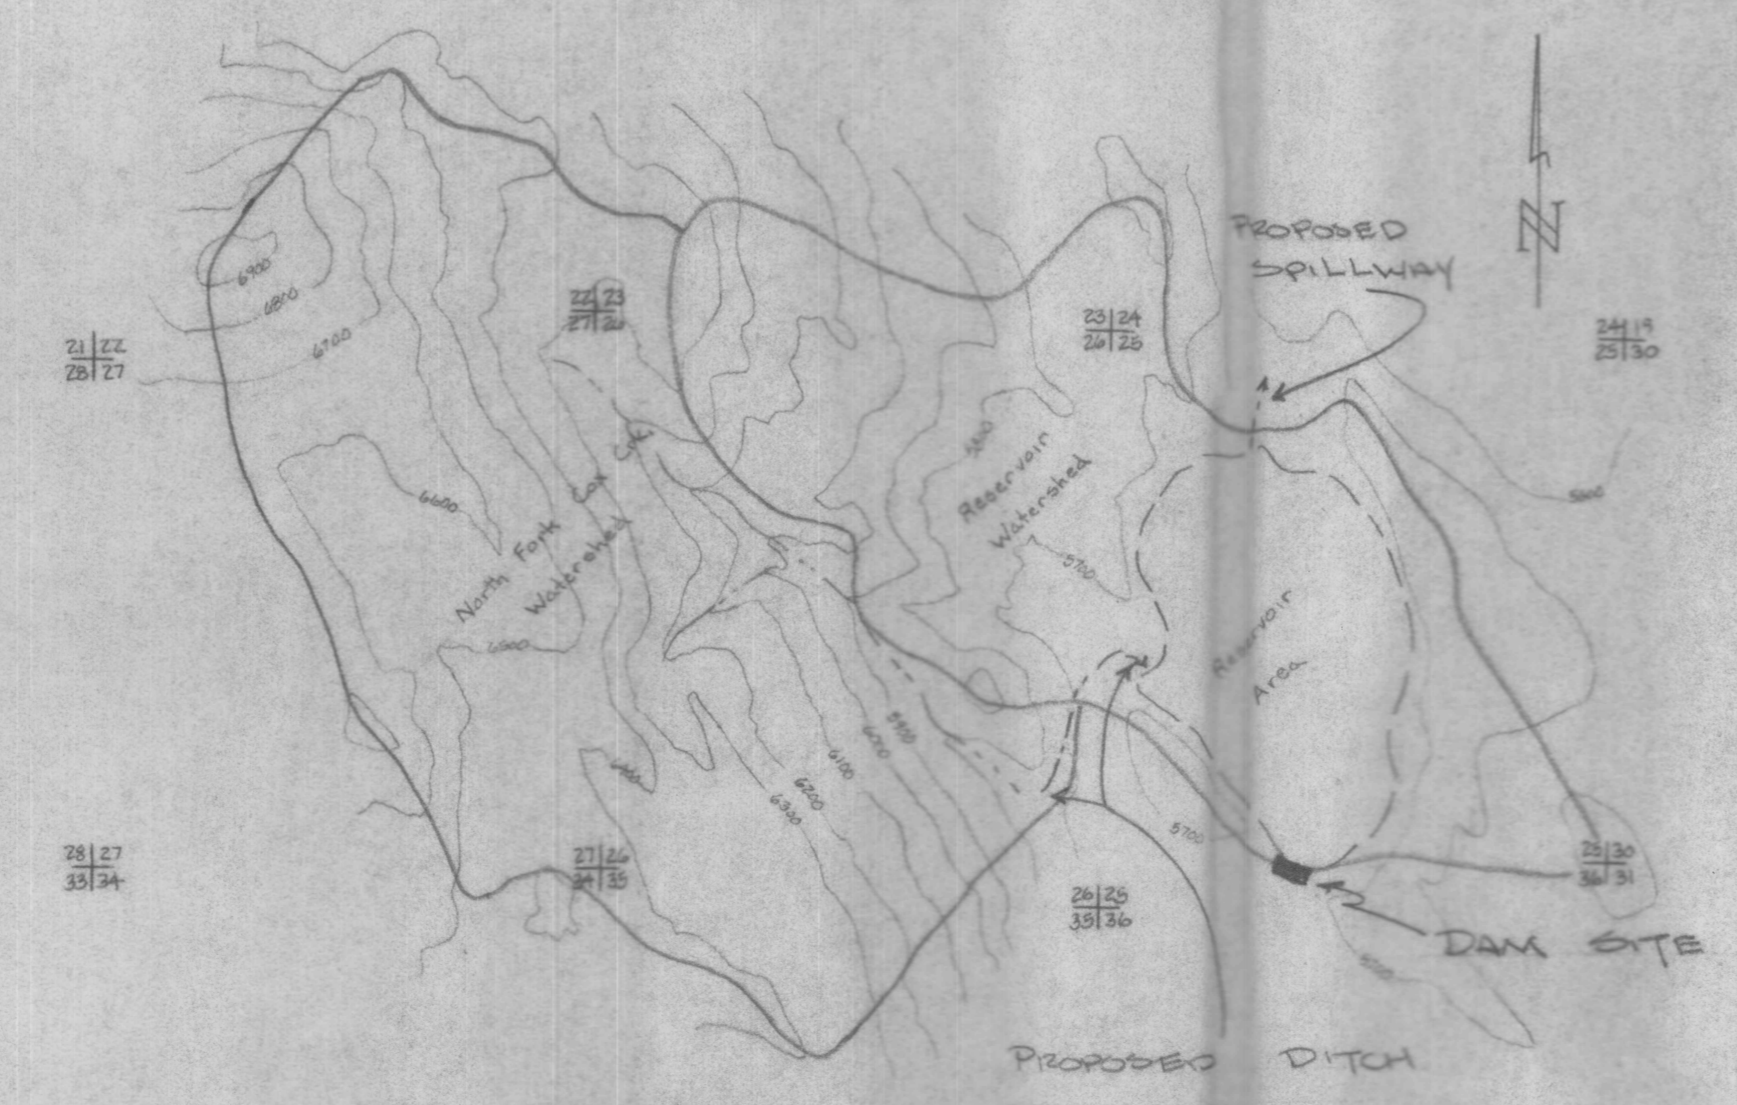 PROPOSED
SPILLWAY
N
6900
6800
6700
21|22
28|27
22|23
27|26
23|24
26|25
24|19
25|30
5800
Reservoir
Watershed
6600
5800
North Fork Cox Crk
Watershed
5700
6500
Reservoir
Area
5900
6000
6100
6200
6300
5700
28|27
33|34
27|26
34|35
26|25
35|36
25|30
36|31
DAM SITE
PROPOSED DITCH